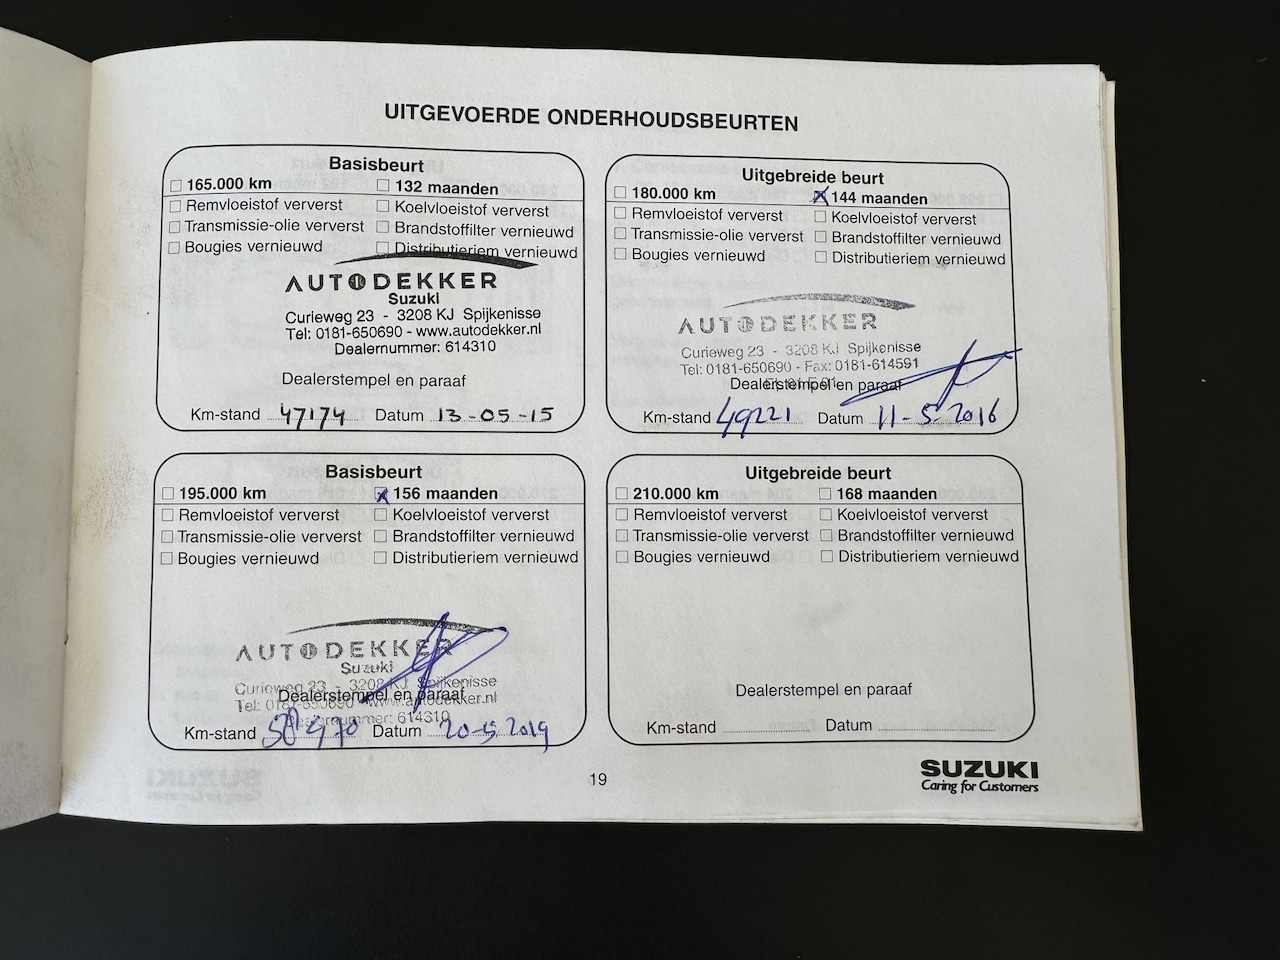 UITGEVOERDE ONDERHOUDSBEURTEN
Basisbeurt
165.000 km 132 maanden
Remvloeistof ververst Koelvloeistof ververst
Transmissie-olie ververst Brandstoffilter vernieuwd
Bougies vernieuwd Distributieriem vernieuwd
AUTODEKKER
Suzuki
Curieweg 23 - 3208 KJ Spijkenisse
Tel: 0181-650690 - www.autodekker.nl
Dealernummer: 614310
Dealerstempel en paraaf
Km-stand 47174 Datum 13-05-15
Uitgebreide beurt
180.000 km 144 maanden
Remvloeistof ververst Koelvloeistof ververst
Transmissie-olie ververst Brandstoffilter vernieuwd
Bougies vernieuwd Distributieriem vernieuwd
AUTODEKKER
Curieweg 23 - 3208 KJ Spijkenisse
Tel: 0181-650690 - Fax: 0181-614591
Dealerstempel en paraaf
Km-stand 49221 Datum 11-5-2016
Basisbeurt
195.000 km 156 maanden
Remvloeistof ververst Koelvloeistof ververst
Transmissie-olie ververst Brandstoffilter vernieuwd
Bougies vernieuwd Distributieriem vernieuwd
AUTODEKKER
Suzuki
Curieweg 23 - 3208 KJ Spijkenisse
Dealerstempel en paraaf
Tel: 0181-650690 - www.autodekker.nl
Dealernummer: 614310
Km-stand 58470 Datum 20-5-2019
Uitgebreide beurt
210.000 km 168 maanden
Remvloeistof ververst Koelvloeistof ververst
Transmissie-olie ververst Brandstoffilter vernieuwd
Bougies vernieuwd Distributieriem vernieuwd
Dealerstempel en paraaf
Km-stand Datum
19
SUZUKI
Caring for Customers